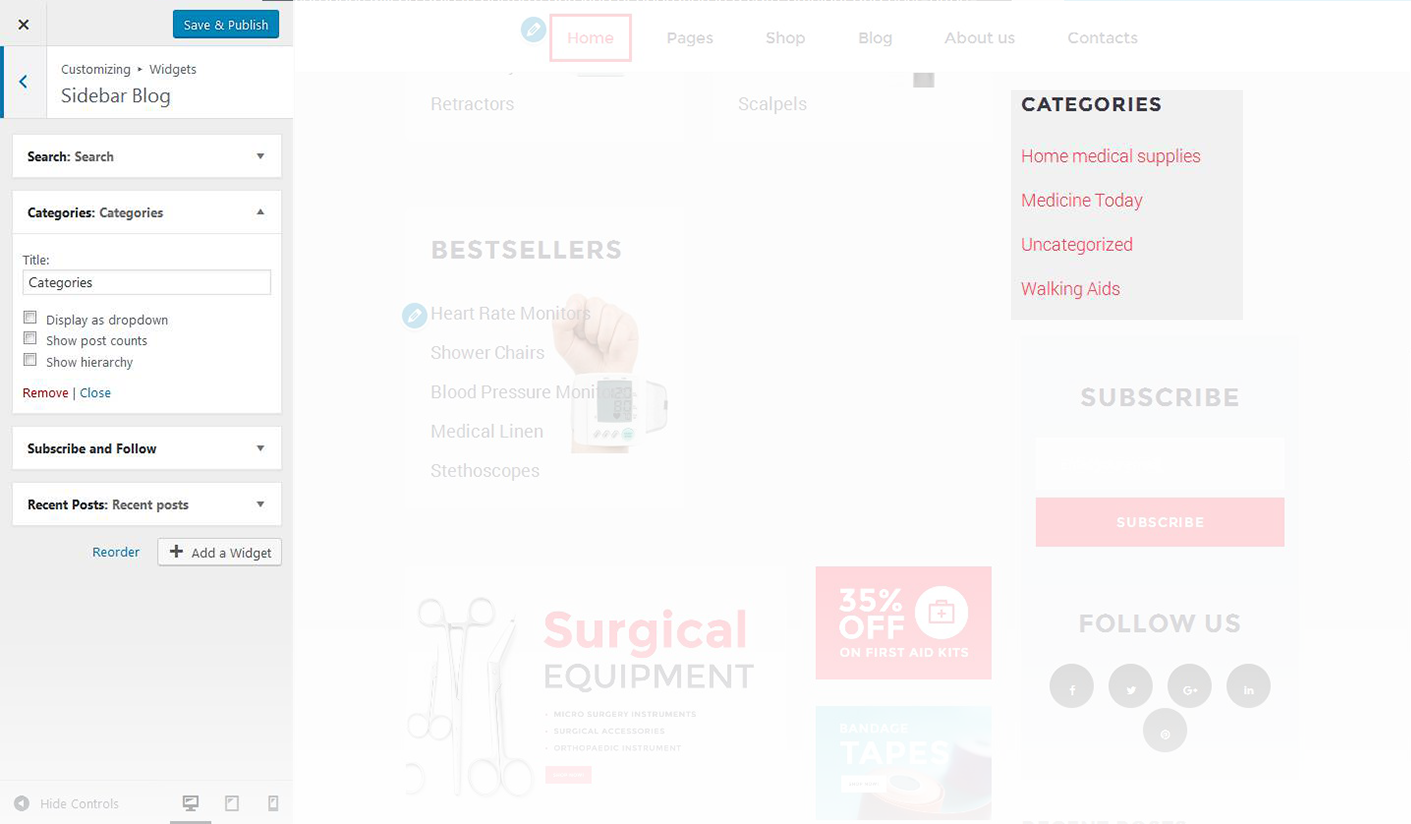 Save & Publish
Customizing ▸ Widgets
Sidebar Blog
Search: Search
Categories: Categories
Title:
Categories
Display as dropdown
Show post counts
Show hierarchy
Remove | Close
Subscribe and Follow
Recent Posts: Recent posts
Reorder
Add a Widget
Hide Controls
Home
Pages
Shop
Blog
About us
Contacts
Retractors
Scalpels
BESTSELLERS
Heart Rate Monitors
Shower Chairs
Blood Pressure Monitors
Medical Linen
Stethoscopes
Surgical
EQUIPMENT
• MICRO SURGERY INSTRUMENTS
• SURGICAL ACCESSORIES
• ORTHOPAEDIC INSTRUMENT
35%
OFF
ON FIRST AID KITS
BANDAGE
TAPES
CATEGORIES
Home medical supplies
Medicine Today
Uncategorized
Walking Aids
SUBSCRIBE
SUBSCRIBE
FOLLOW US